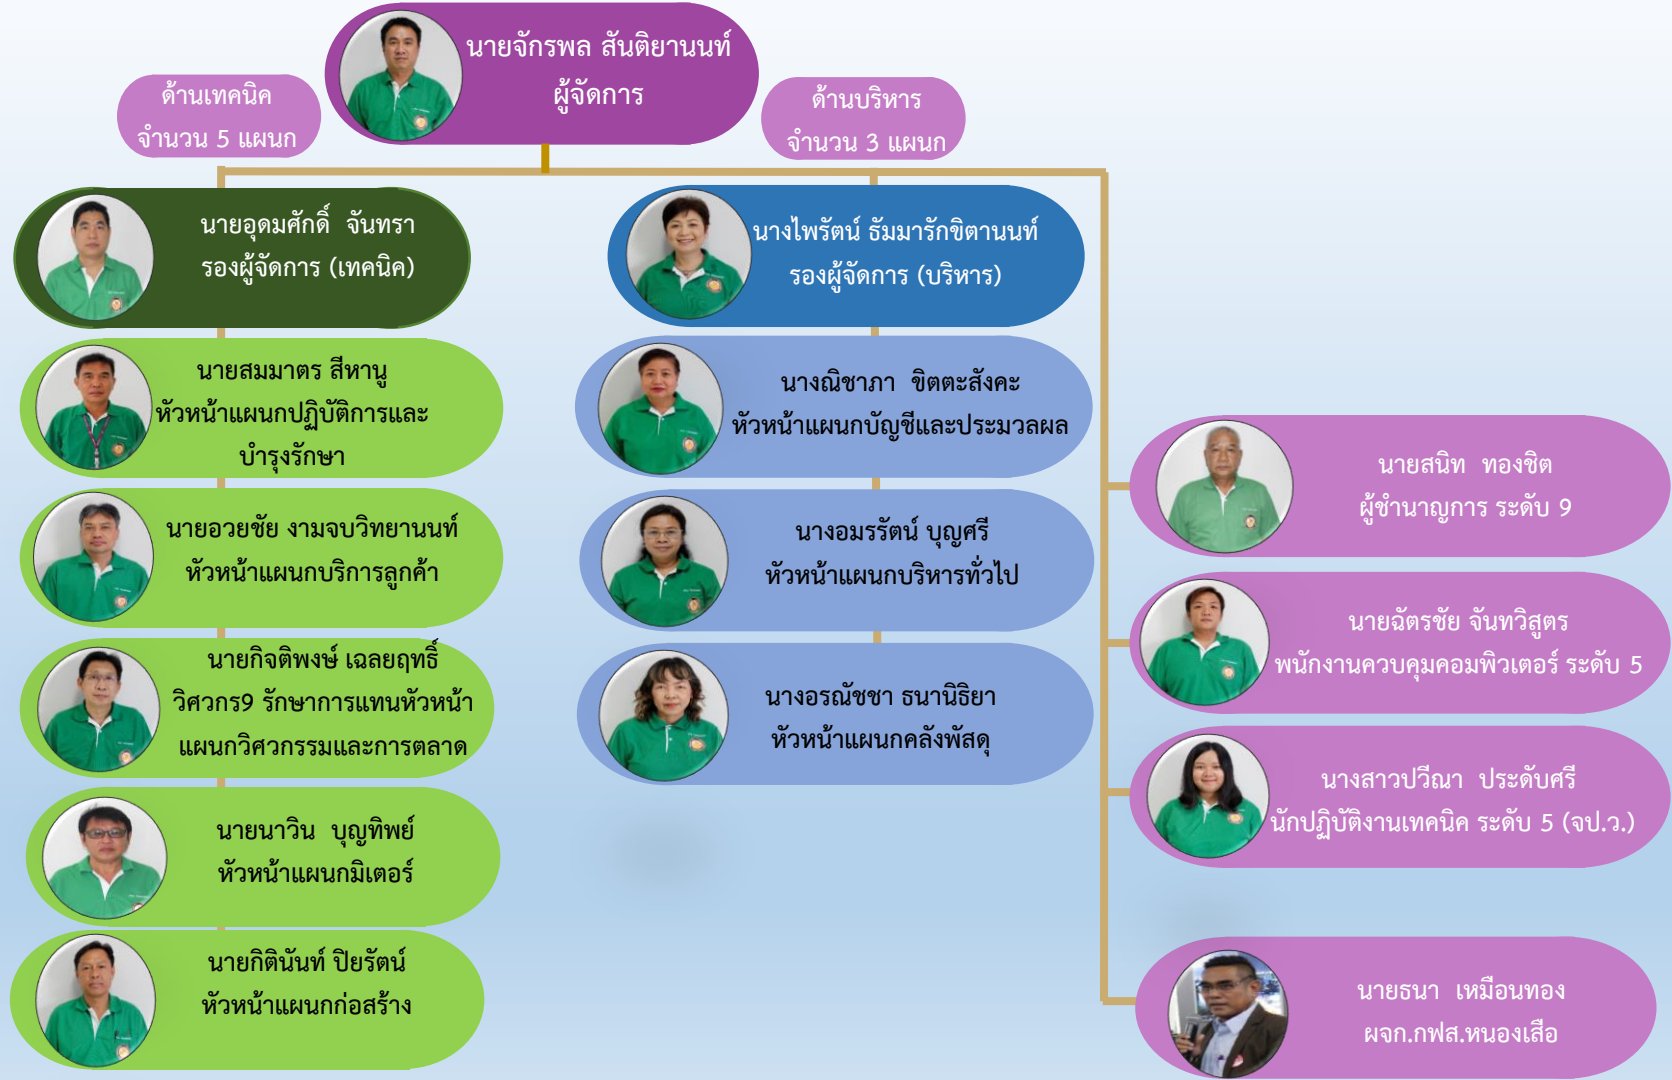 นายจักรพล สันติยานนท์
ผู้จัดการ
ด้านเทคนิค
จำนวน 5 แผนก
ด้านบริหาร
จำนวน 3 แผนก
นายอุดมศักดิ์ จันทรา
รองผู้จัดการ (เทคนิค)
นายสมมาตร สีหานู
หัวหน้าแผนกปฏิบัติการและ
บำรุงรักษา
นายอวยชัย งามจบวิทยานนท์
หัวหน้าแผนกบริการลูกค้า
นายกิจติพงษ์ เฉลยฤทธิ์
วิศวกร9 รักษาการแทนหัวหน้า
แผนกวิศวกรรมและการตลาด
นายนาวิน บุญทิพย์
หัวหน้าแผนกมิเตอร์
นายกิตินันท์ ปิยรัตน์
หัวหน้าแผนกก่อสร้าง
นางไพรัตน์ ธัมมารักขิตานนท์
รองผู้จัดการ (บริหาร)
นางณิชาภา ขิตตะสังคะ
หัวหน้าแผนกบัญชีและประมวลผล
นางอมรรัตน์ บุญศรี
หัวหน้าแผนกบริหารทั่วไป
นางอรณัชชา ธนานิธิยา
หัวหน้าแผนกคลังพัสดุ
นายสนิท ทองชิต
ผู้ชำนาญการ ระดับ 9
นายฉัตรชัย จันทวิสูตร
พนักงานควบคุมคอมพิวเตอร์ ระดับ 5
นางสาวปวีณา ประดับศรี
นักปฏิบัติงานเทคนิค ระดับ 5 (จป.ว.)
นายธนา เหมือนทอง
ผจก.กฟส.หนองเสือ